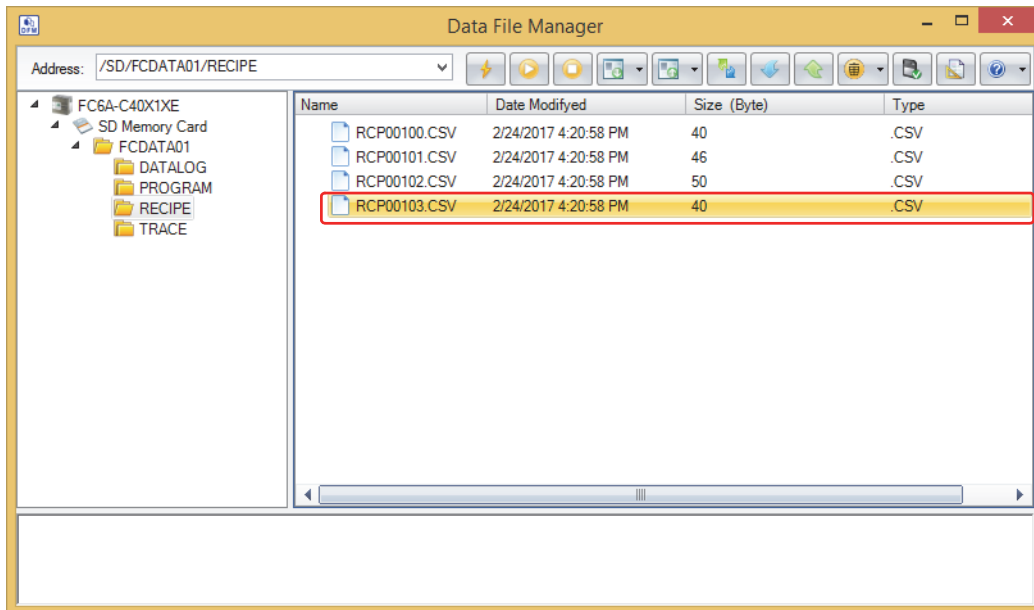 DFM
Data File Manager
Address: /SD/FCDATA01/RECIPE
FC6A-C40X1XE
SD Memory Card
FCDATA01
DATALOG
PROGRAM
RECIPE
TRACE
Name Date Modifyed Size (Byte) Type
RCP00100.CSV 2/24/2017 4:20:58 PM 40 .CSV
RCP00101.CSV 2/24/2017 4:20:58 PM 46 .CSV
RCP00102.CSV 2/24/2017 4:20:58 PM 50 .CSV
RCP00103.CSV 2/24/2017 4:20:58 PM 40 .CSV